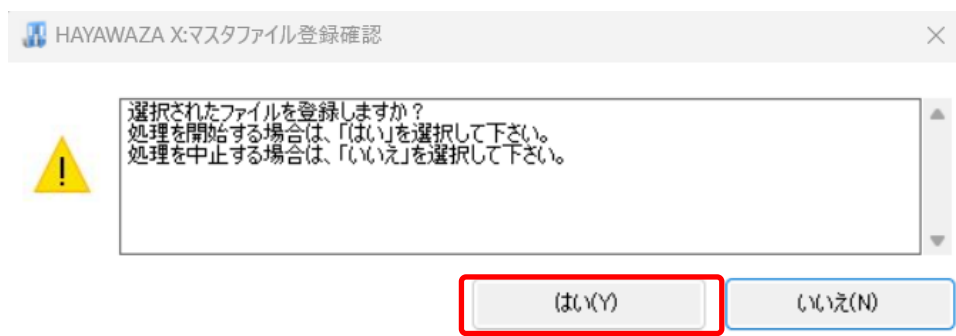 HAYAWAZA X:マスタファイル登録確認
選択されたファイルを登録しますか?
処理を開始する場合は、「はい」を選択して下さい。
処理を中止する場合は、「いいえ」を選択して下さい。
はい(Y)
いいえ(N)